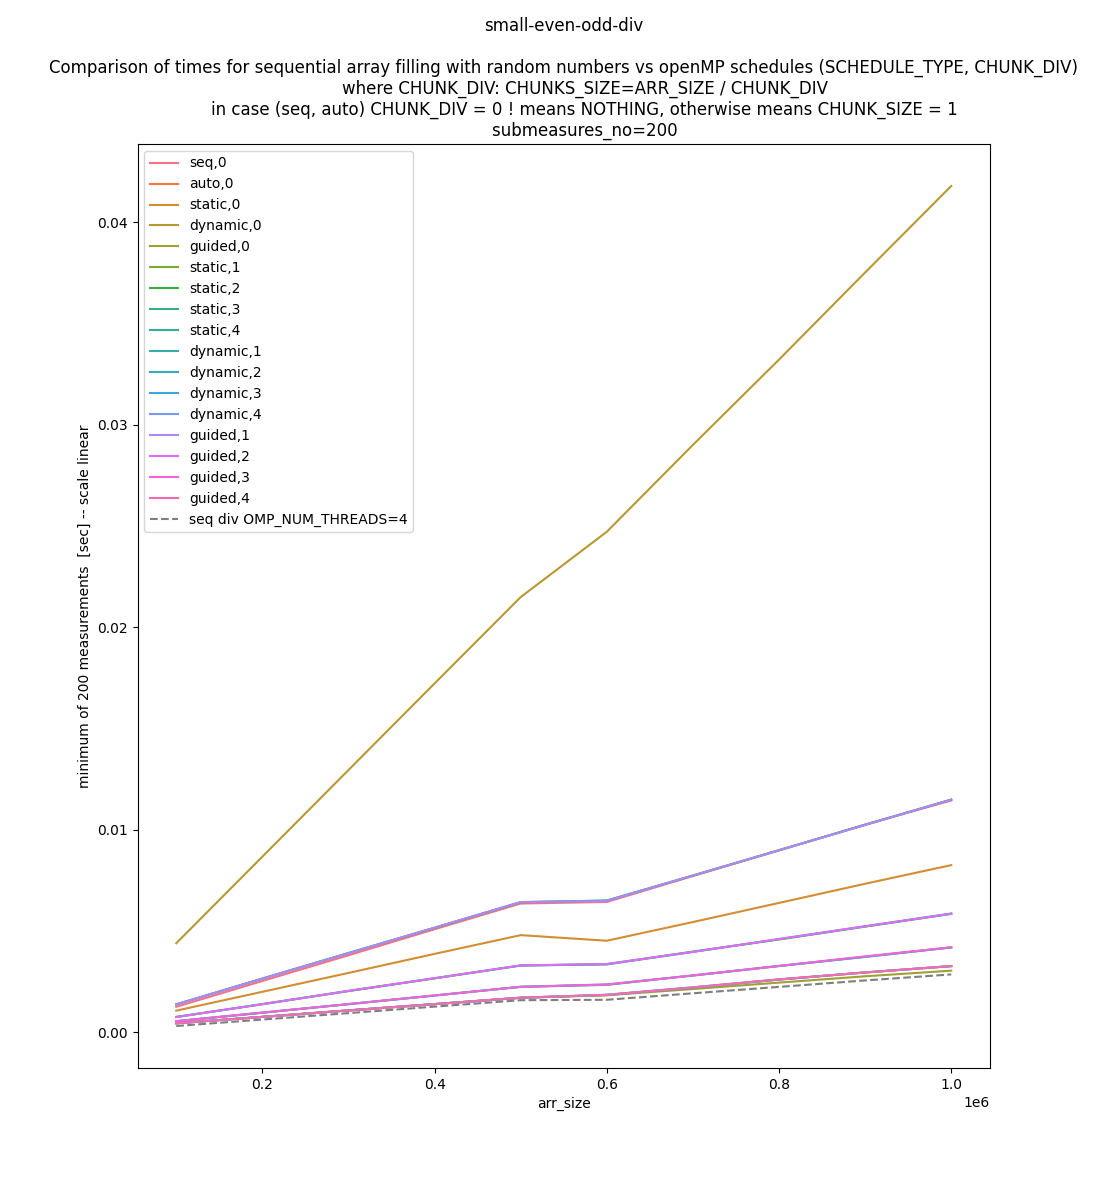 small-even-odd-div
Comparison of times for sequential array filling with random numbers vs openMP schedules (SCHEDULE_TYPE, CHUNK_DIV)
where CHUNK_DIV: CHUNKS_SIZE=ARR_SIZE / CHUNK_DIV
in case (seq, auto) CHUNK_DIV = 0 ! means NOTHING, otherwise means CHUNK_SIZE = 1
submeasures_no=200
seq,0
auto,0
static,0
dynamic,0
guided,0
static,1
static,2
static,3
static,4
dynamic,1
dynamic,2
dynamic,3
dynamic,4
guided,1
guided,2
guided,3
guided,4
seq div OMP_NUM_THREADS=4
minimum of 200 measurements  [sec] -- scale linear
0.04
0.03
0.02
0.01
0.00
0.2
0.4
0.6
0.8
1.0
1e6
arr_size